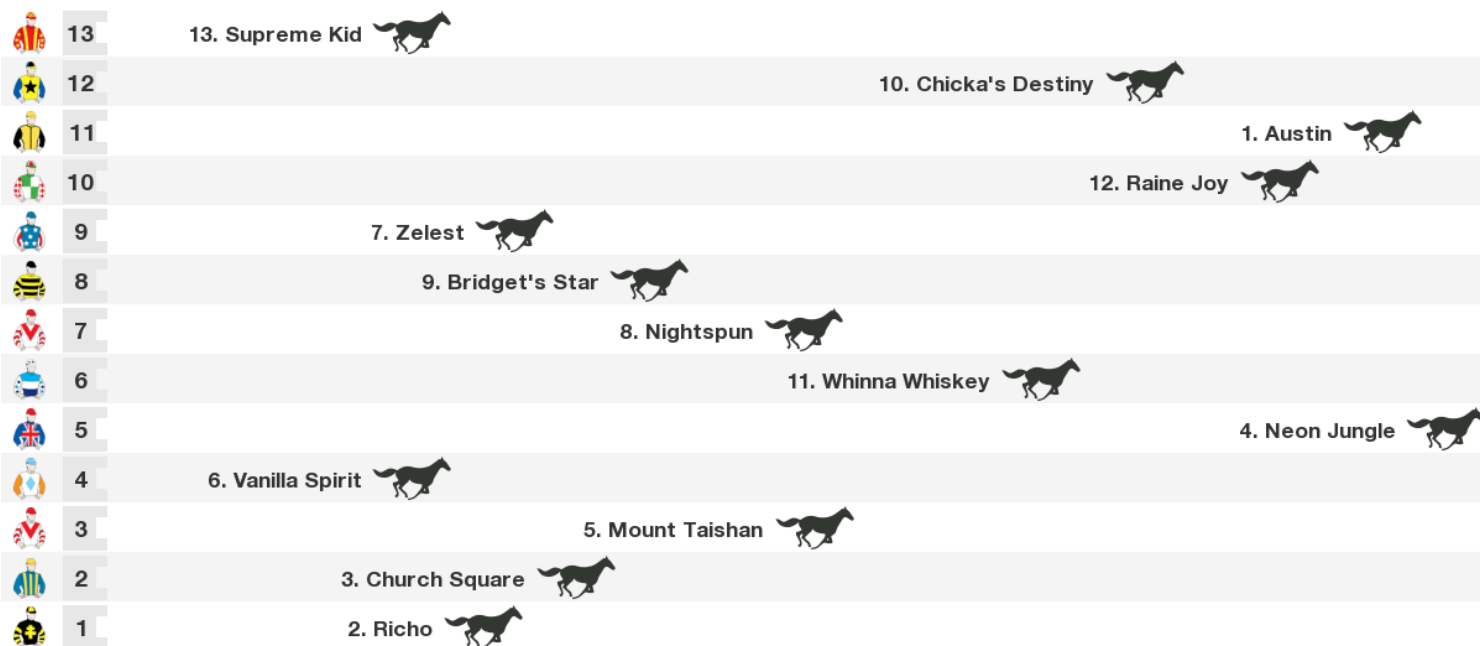 13 13. Supreme Kid
12 10. Chicka's Destiny
11 1. Austin
10 12. Raine Joy
9 7. Zelest
8 9. Bridget's Star
7 8. Nightspun
6 11. Whinna Whiskey
5 4. Neon Jungle
4 6. Vanilla Spirit
3 5. Mount Taishan
2 3. Church Square
1 2. Richo